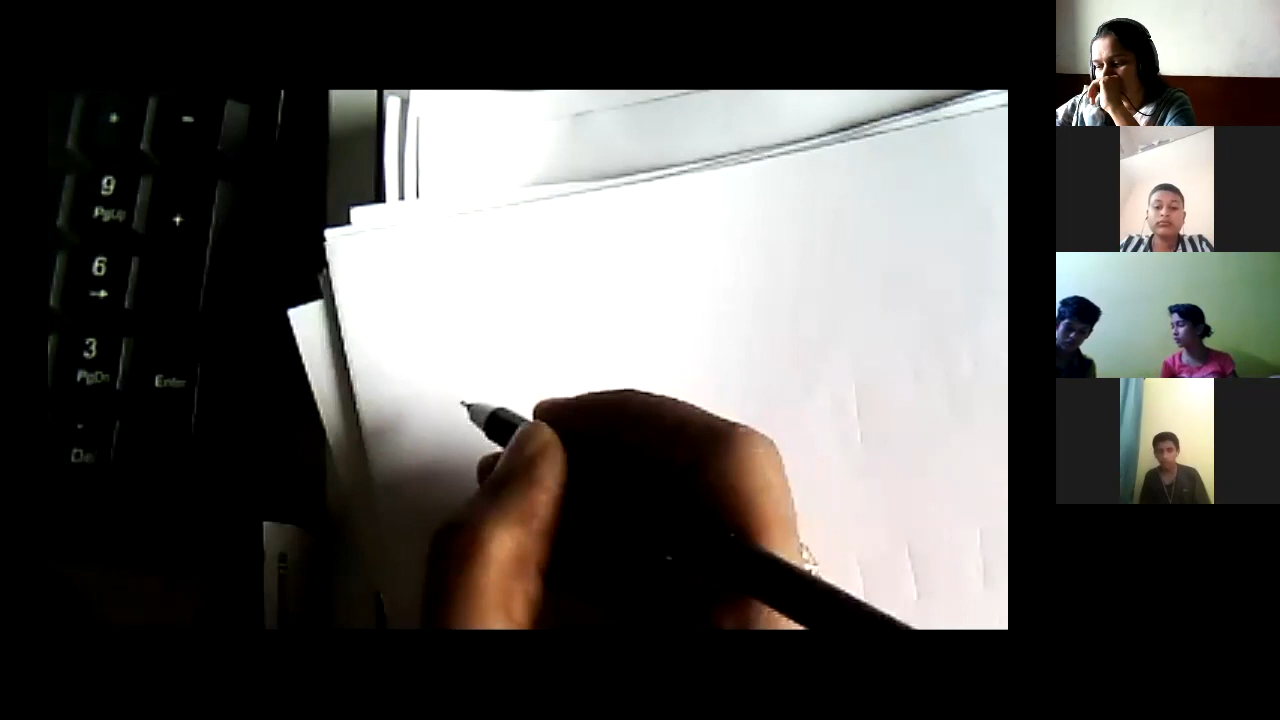 + -
9
PgUp
+
6
→
3
PgDn
Enter
.
Del